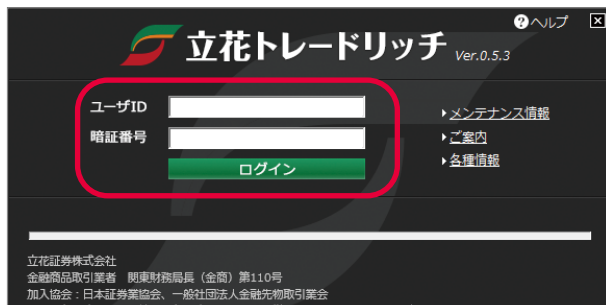 ?ヘルプ
立花トレードリッチ Ver.0.5.3
ユーザID
暗証番号
ログイン
メンテナンス情報
ご案内
各種情報
立花証券株式会社
金融商品取引業者 関東財務局長（金商）第110号
加入協会：日本証券業協会、一般社団法人金融先物取引業会